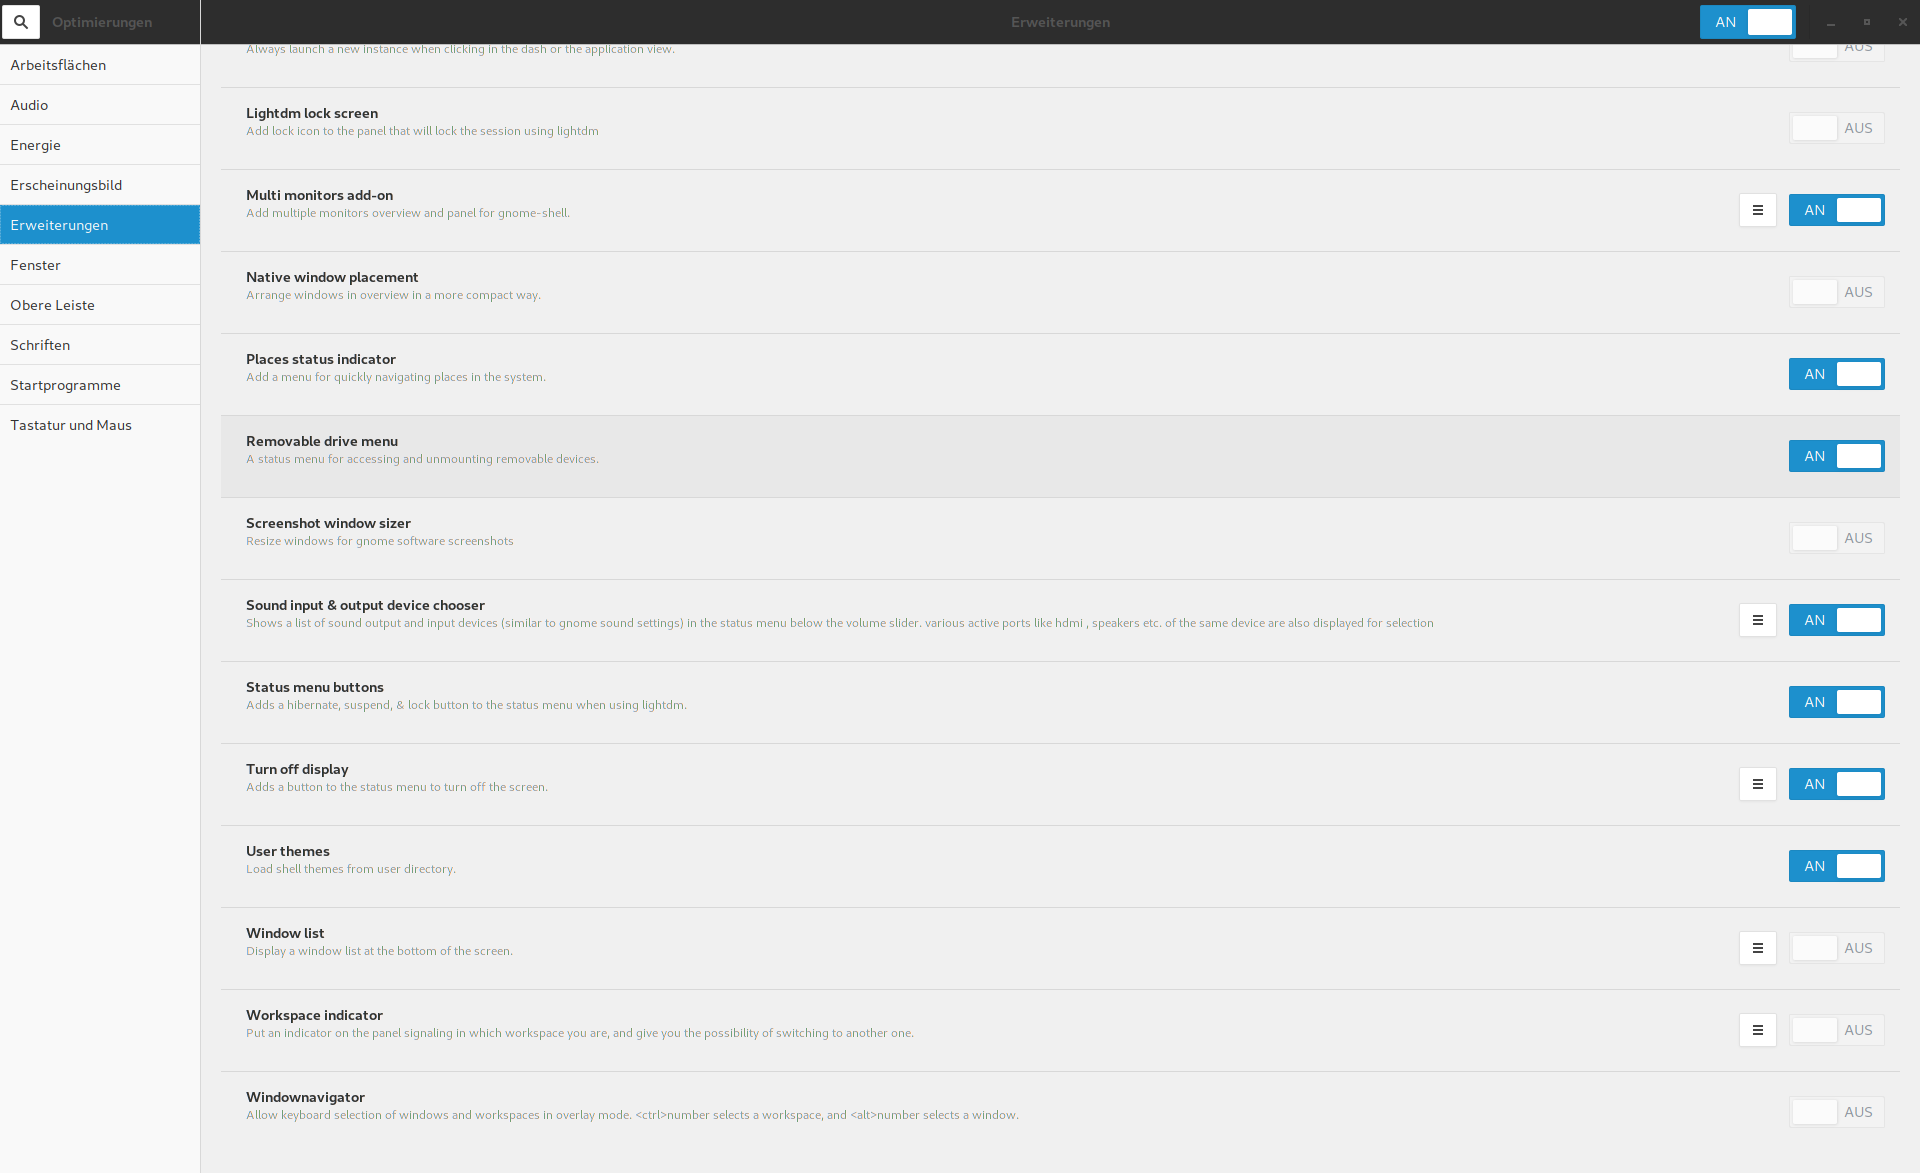 Optimierungen
Erweiterungen
AN
Arbeitsflächen
Audio
Energie
Erscheinungsbild
Erweiterungen
Fenster
Obere Leiste
Schriften
Startprogramme
Tastatur und Maus
Always launch a new instance when clicking in the dash or the application view.
AUS
Lightdm lock screen
Add lock icon to the panel that will lock the session using lightdm
AUS
Multi monitors add-on
Add multiple monitors overview and panel for gnome-shell.
AN
Native window placement
Arrange windows in overview in a more compact way.
AUS
Places status indicator
Add a menu for quickly navigating places in the system.
AN
Removable drive menu
A status menu for accessing and unmounting removable devices.
AN
Screenshot window sizer
Resize windows for gnome software screenshots
AUS
Sound input & output device chooser
Shows a list of sound output and input devices (similar to gnome sound settings) in the status menu below the volume slider. various active ports like hdmi , speakers etc. of the same device are also displayed for selection
AN
Status menu buttons
Adds a hibernate, suspend, & lock button to the status menu when using lightdm.
AN
Turn off display
Adds a button to the status menu to turn off the screen.
AN
User themes
Load shell themes from user directory.
AN
Window list
Display a window list at the bottom of the screen.
AUS
Workspace indicator
Put an indicator on the panel signaling in which workspace you are, and give you the possibility of switching to another one.
AUS
Windownavigator
Allow keyboard selection of windows and workspaces in overlay mode. <ctrl>number selects a workspace, and <alt>number selects a window.
AUS